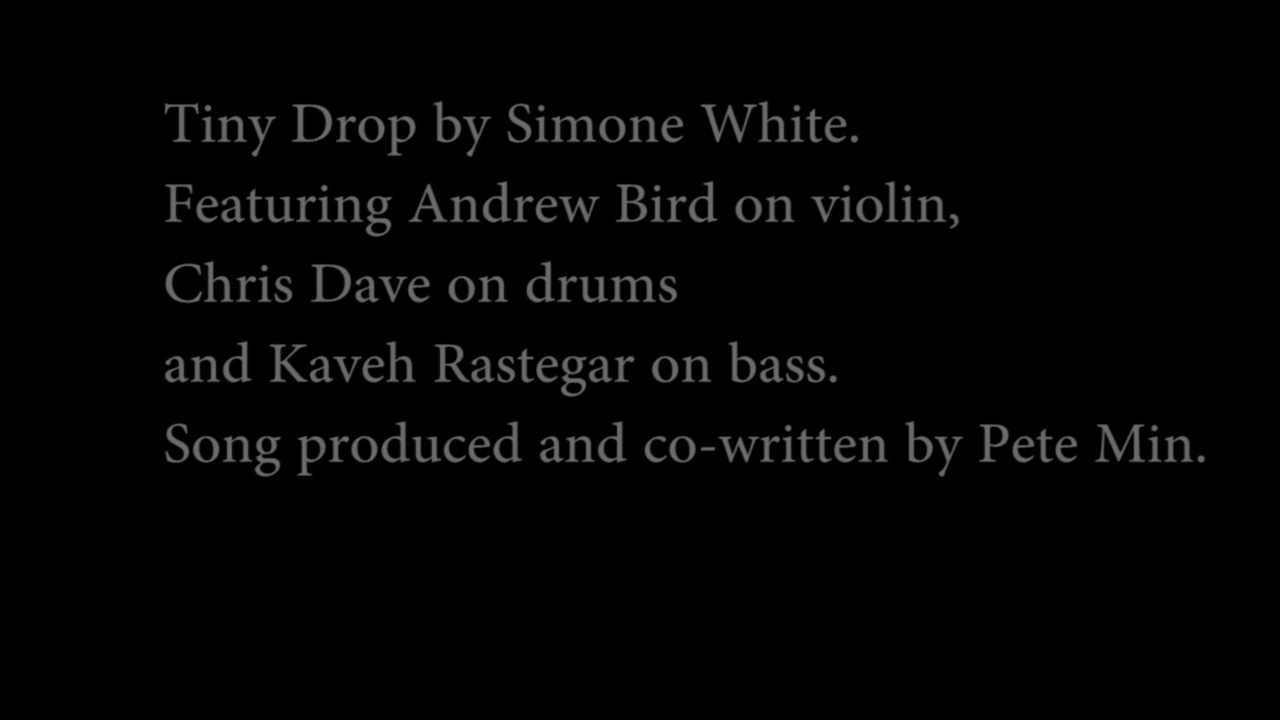 Tiny Drop by Simone White.
Featuring Andrew Bird on violin,
Chris Dave on drums
and Kaveh Rastegar on bass.
Song produced and co-written by Pete Min.